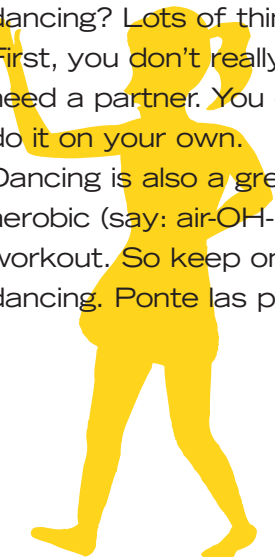 dancing? Lots of thin
First, you don't really
need a partner. You
do it on your own.
Dancing is also a gre
aerobic (say: air-OH-
workout. So keep on
dancing. Ponte las p